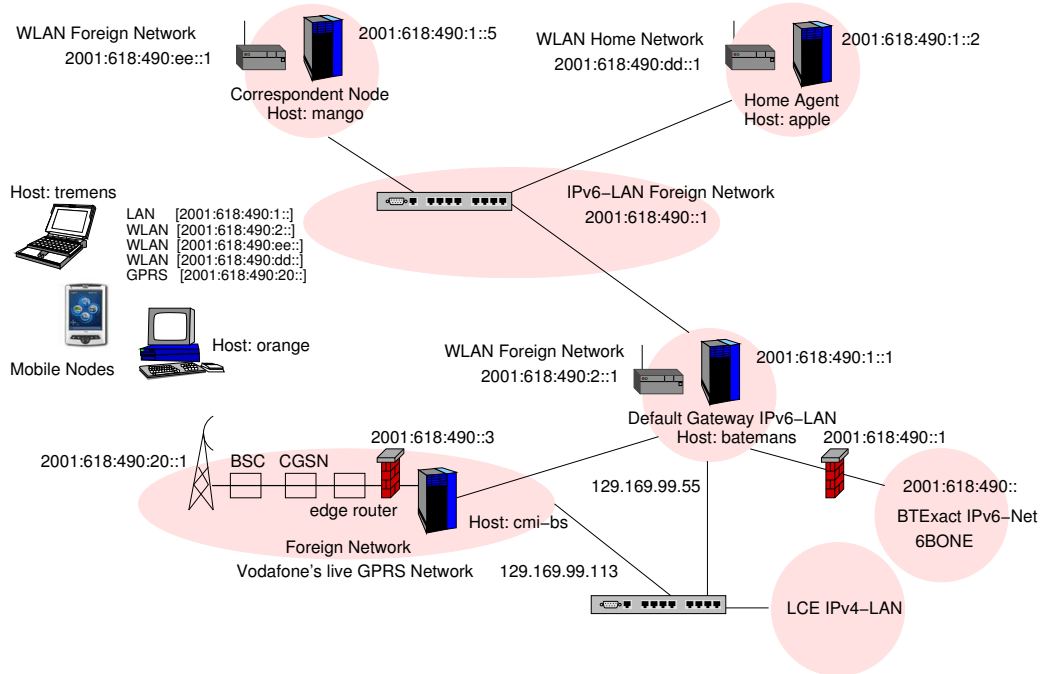 WLAN Foreign Network
2001:618:490:ee::1
2001:618:490:1::5
Correspondent Node
Host: mango
WLAN Home Network
2001:618:490:dd::1
2001:618:490:1::2
Home Agent
Host: apple
IPv6−LAN Foreign Network
2001:618:490::1
Host: tremens
LAN [2001:618:490:1::]
WLAN [2001:618:490:2::]
WLAN [2001:618:490:ee::]
WLAN [2001:618:490:dd::]
GPRS [2001:618:490:20::]
Host: orange
Mobile Nodes
WLAN Foreign Network
2001:618:490:2::1
2001:618:490:1::1
Default Gateway IPv6−LAN
Host: batemans
2001:618:490::1
2001:618:490::3
2001:618:490:20::1
BSC
CGSN
edge router
Host: cmi−bs
Foreign Network
Vodafone's live GPRS Network
129.169.99.55
129.169.99.113
2001:618:490::
BTExact IPv6−Net
6BONE
LCE IPv4−LAN